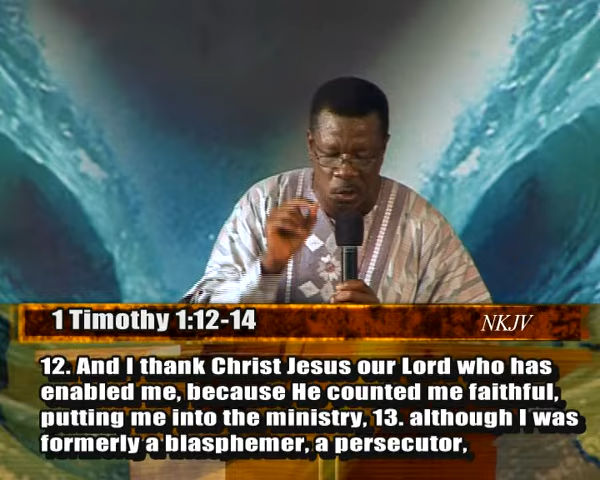 1 Timothy 1:12-14 NKJV
12. And I thank Christ Jesus our Lord who has
enabled me, because He counted me faithful,
putting me into the ministry, 13. although I was
formerly a blasphemer, a persecutor,